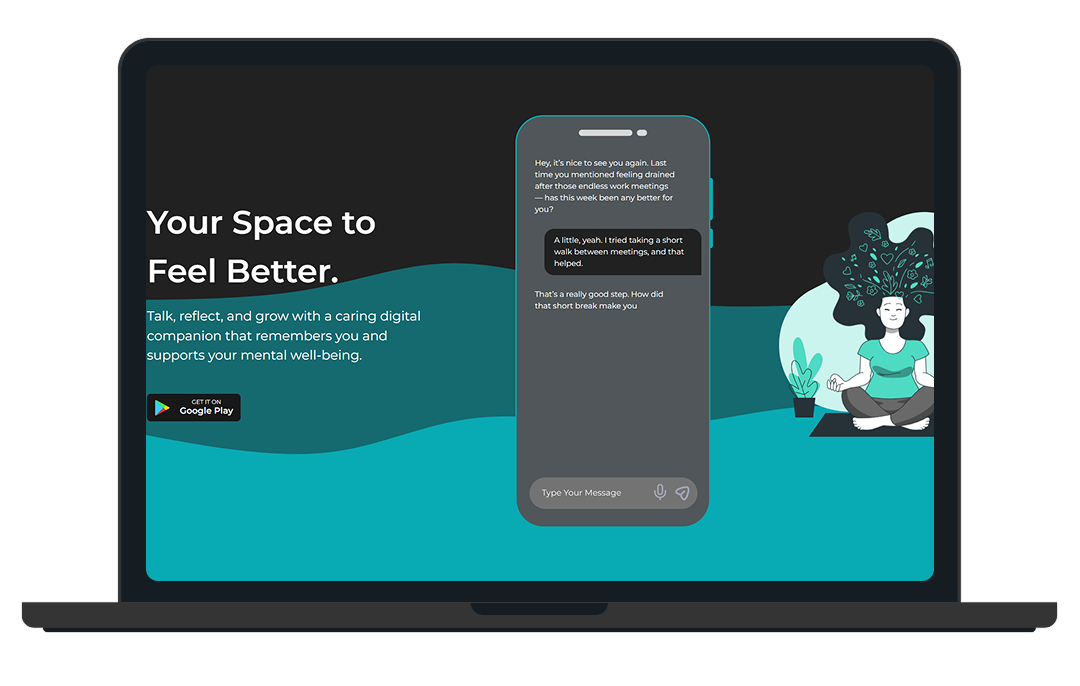 Your Space to
Feel Better.
Talk, reflect, and grow with a caring digital
companion that remembers you and
supports your mental well-being.
GET IT ON
Google Play
Hey, it's nice to see you again. Last
time you mentioned feeling drained
after those endless work meetings
— has this week been any better for
you?
A little, yeah. I tried taking a short
walk between meetings, and that
helped.
That's a really good step. How did
that short break make you
Type Your Message